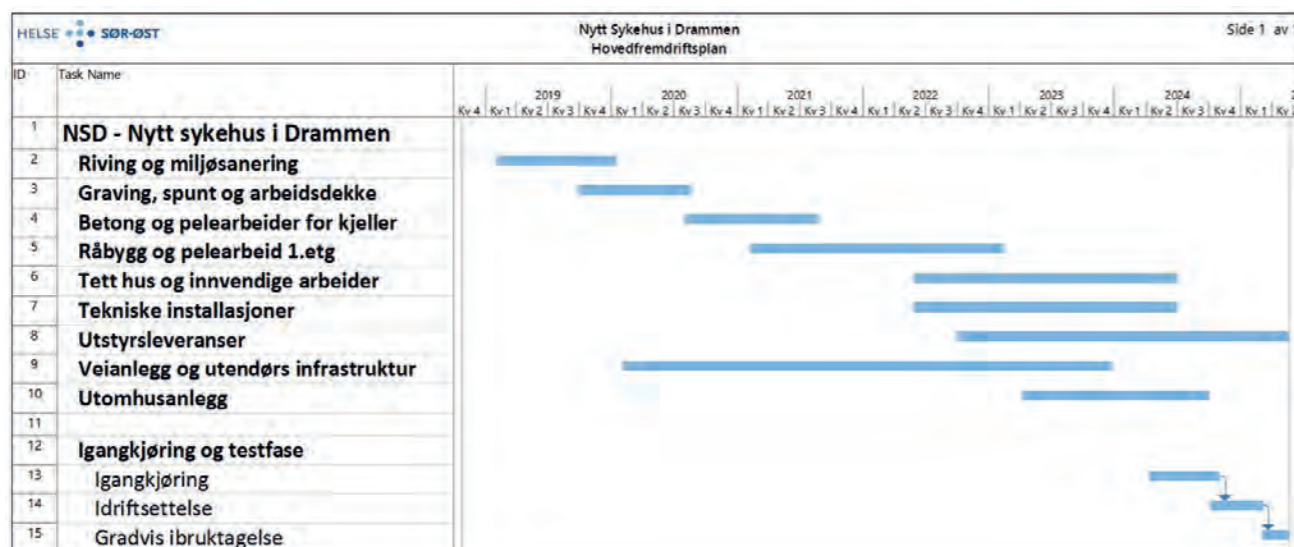 HELSE SØR-ØST
Nytt Sykehus i Drammen
Hovedfremdriftsplan
Side 1 av
ID Task Name
2019 2020 2021 2022 2023 2024
Kv 4 Kv 1 Kv 2 Kv 3 Kv 4 Kv 1 Kv 2 Kv 3 Kv 4 Kv 1 Kv 2 Kv 3 Kv 4 Kv 1 Kv 2 Kv 3 Kv 4 Kv 1 Kv 2 Kv 3 Kv 4 Kv 1 Kv 2 Kv 3 Kv 4 Kv 1 Kv
1 NSD - Nytt sykehus i Drammen
2 Riving og miljøsanering
3 Graving, spunt og arbeidsdekke
4 Betong og pelearbeider for kjeller
5 Råbygg og pelearbeid 1.etg
6 Tett hus og innvendige arbeider
7 Tekniske installasjoner
8 Utstyrsleveranser
9 Veianlegg og utendørs infrastruktur
10 Utomhusanlegg
11
12 Igangkjøring og testfase
13 Igangkjøring
14 Idriftsettelse
15 Gradvis ibruktagelse